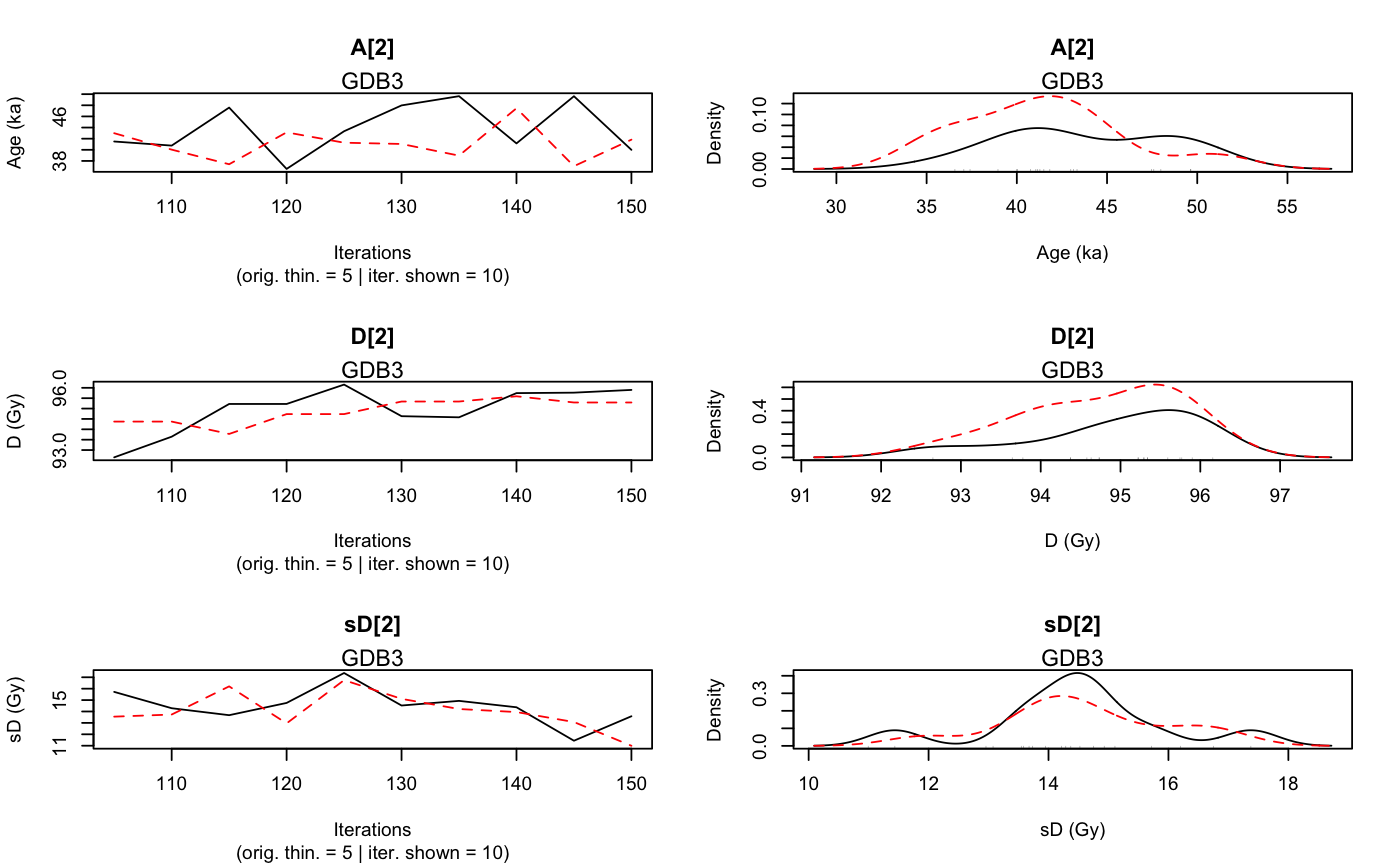 A[2]
GDB3
Age (ka)
46
38
110 120 130 140 150
Iterations
(orig. thin. = 5 | iter. shown = 10)
A[2]
GDB3
Density
0.10
0.00
30 35 40 45 50 55
Age (ka)
D[2]
GDB3
D (Gy)
96.0
93.0
110 120 130 140 150
Iterations
(orig. thin. = 5 | iter. shown = 10)
D[2]
GDB3
Density
0.4
0.0
91 92 93 94 95 96 97
D (Gy)
sD[2]
GDB3
sD (Gy)
15
11
110 120 130 140 150
Iterations
(orig. thin. = 5 | iter. shown = 10)
sD[2]
GDB3
Density
0.3
0.0
10 12 14 16 18
sD (Gy)